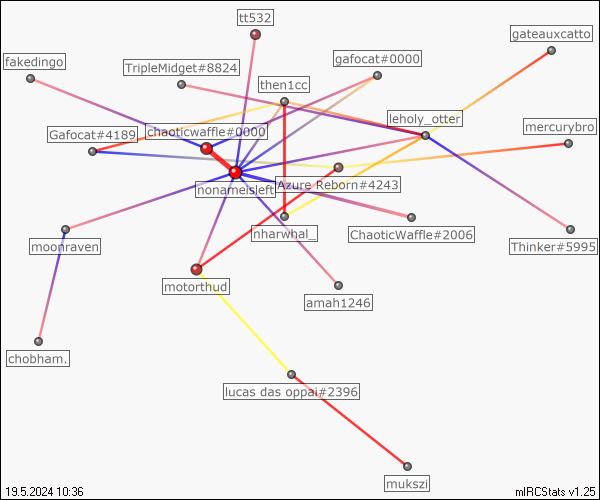 tt532
gateauxcatto
fakedingo
TripleMidget#8824
gafocat#0000
then1cc
leholy_otter
mercurybro
Gafocat#4189
chaoticwaffle#0000
Azure Reborn#4243
nonameisleft
nharwhal_
ChaoticWaffle#2006
Thinker#5995
moonraven
motorthud
amah1246
chobham.
lucas das oppai#2396
mukszi
19.5.2024 10:36
mIRCStats v1.25